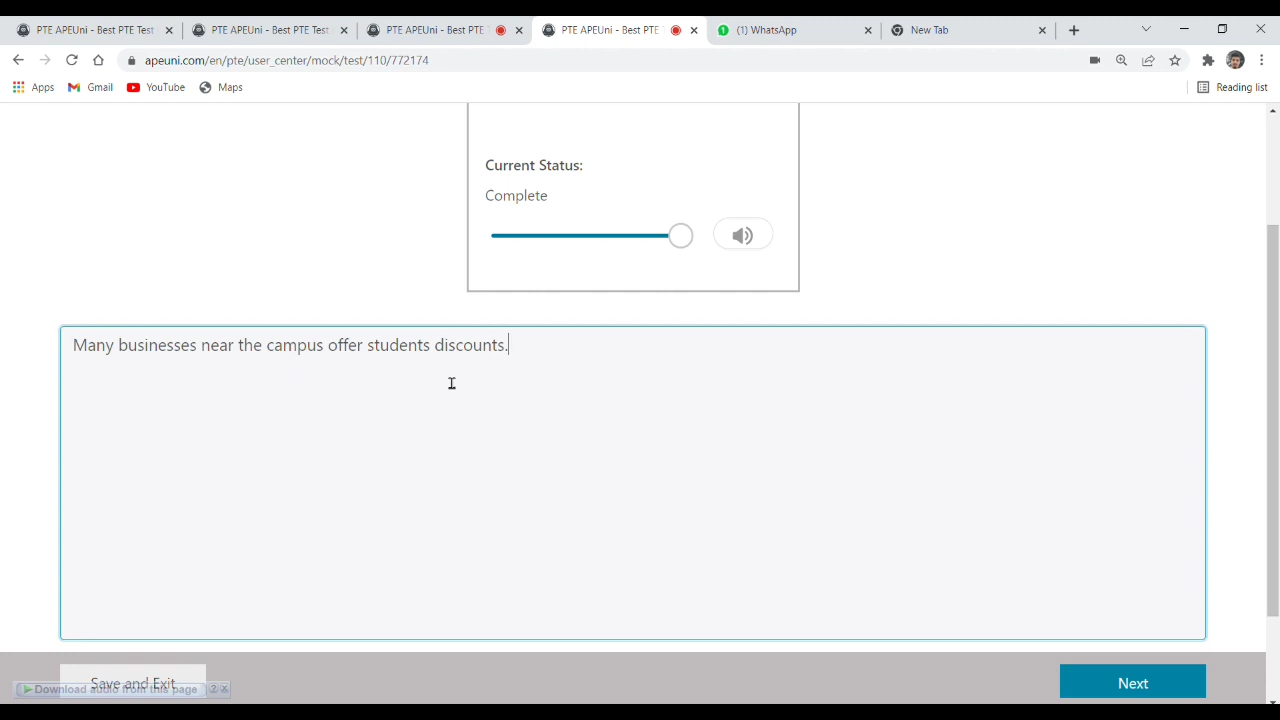 PTE APEUni - Best PTE Test
PTE APEUni - Best PTE Test
PTE APEUni - Best PTE
PTE APEUni - Best PTE
(1) WhatsApp
New Tab
apeuni.com/en/pte/user_center/mock/test/110/772174
Apps
Gmail
YouTube
Maps
Reading list
Current Status:
Complete
Many businesses near the campus offer students discounts.
Save and Exit
Download audio from this page
?
X
Next